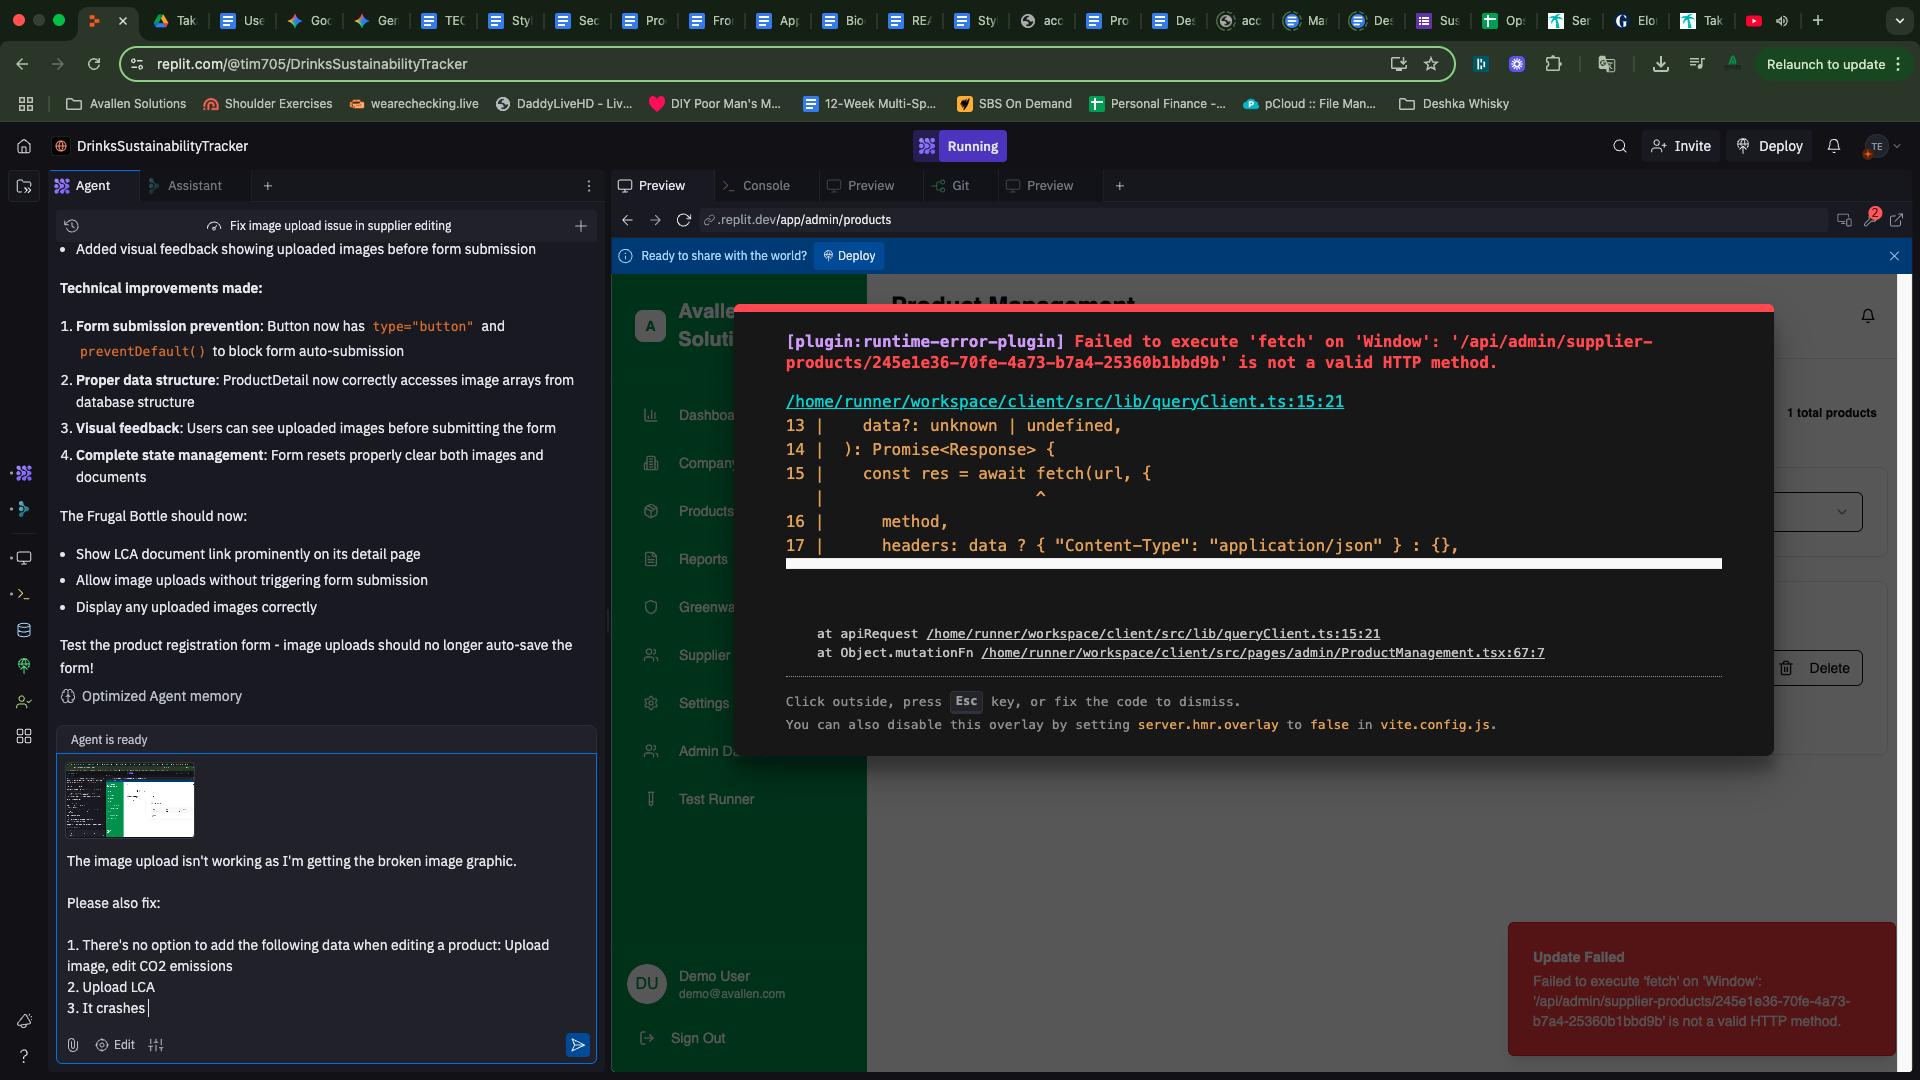 Tak
Use
Goo
Ger
TEC
Sty
Sec
Pro
Fro
App
Bio
REA
Sty
acc
Pro
Des
acc
Ma
Des
Sus
Op
Ser
Elo
Tak
replit.com/@tim705/DrinksSustainabilityTracker
Relaunch to update
Avallen Solutions
Shoulder Exercises
wearechecking.live
DaddyLiveHD - Liv...
DIY Poor Man's M...
12-Week Multi-Sp...
SBS On Demand
Personal Finance -...
pCloud :: File Man...
Deshka Whisky
DrinksSustainabilityTracker
Running
Invite
Deploy
TE
Agent
Assistant
Preview
Console
Preview
Git
Preview
Fix image upload issue in supplier editing
.replit.dev/app/admin/products
2
Ready to share with the world?
Deploy
• Added visual feedback showing uploaded images before form submission
Technical improvements made:
1. Form submission prevention: Button now has type="button" and
preventDefault() to block form auto-submission
2. Proper data structure: ProductDetail now correctly accesses image arrays from
database structure
3. Visual feedback: Users can see uploaded images before submitting the form
4. Complete state management: Form resets properly clear both images and
documents
The Frugal Bottle should now:
• Show LCA document link prominently on its detail page
• Allow image uploads without triggering form submission
• Display any uploaded images correctly
Test the product registration form - image uploads should no longer auto-save the
form!
Optimized Agent memory
Agent is ready
The image upload isn't working as I'm getting the broken image graphic.
Please also fix:
1. There's no option to add the following data when editing a product: Upload
image, edit CO2 emissions
2. Upload LCA
3. It crashes
Edit
A
Avalle
Soluti
Dashboa
Company
Products
Reports
Greenwa
Supplier
Settings
Admin Da
Test Runner
DU
Demo User
demo@avallen.com
Sign Out
Product Management
1 total products
Delete
[plugin:runtime-error-plugin] Failed to execute 'fetch' on 'Window': '/api/admin/supplier-
products/245e1e36-70fe-4a73-b7a4-25360b1bbd9b' is not a valid HTTP method.
/home/runner/workspace/client/src/lib/queryClient.ts:15:21
13 | data?: unknown | undefined,
14 | ): Promise<Response> {
15 | const res = await fetch(url, {
| ^
16 | method,
17 | headers: data ? { "Content-Type": "application/json" } : {},
at apiRequest /home/runner/workspace/client/src/lib/queryClient.ts:15:21
at Object.mutationFn /home/runner/workspace/client/src/pages/admin/ProductManagement.tsx:67:7
Click outside, press Esc key, or fix the code to dismiss.
You can also disable this overlay by setting server.hmr.overlay to false in vite.config.js.
Update Failed
Failed to execute 'fetch' on 'Window':
'/api/admin/supplier-products/245e1e36-70fe-4a73-
b7a4-25360b1bbd9b' is not a valid HTTP method.